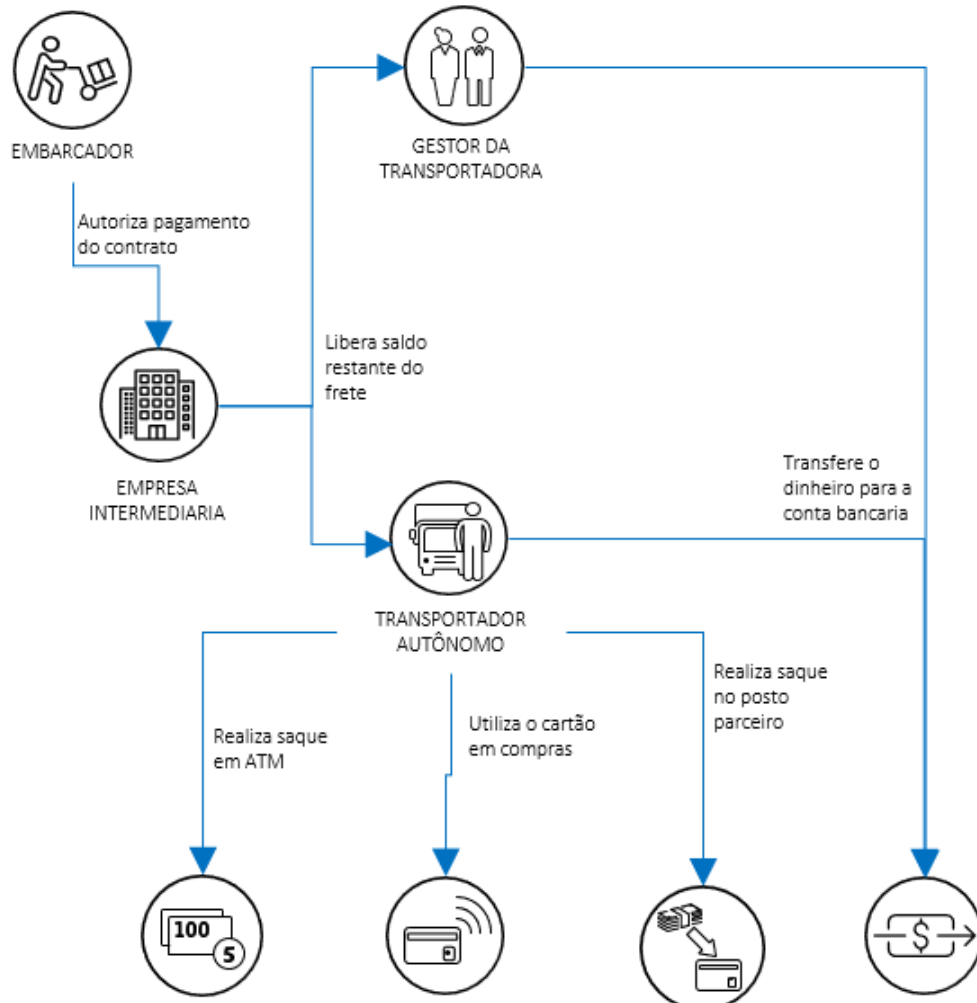 EMBARCADOR
GESTOR DA
TRANSPORTADORA
Autoriza pagamento
do contrato
Libera saldo
restante do
frete
EMPRESA
INTERMEDIARIA
Transfere o
dinheiro para a
conta bancaria
TRANSPORTADOR
AUTÔNOMO
Realiza saque
em ATM
Utiliza o cartão
em compras
Realiza saque
no posto
parceiro
100
5
$